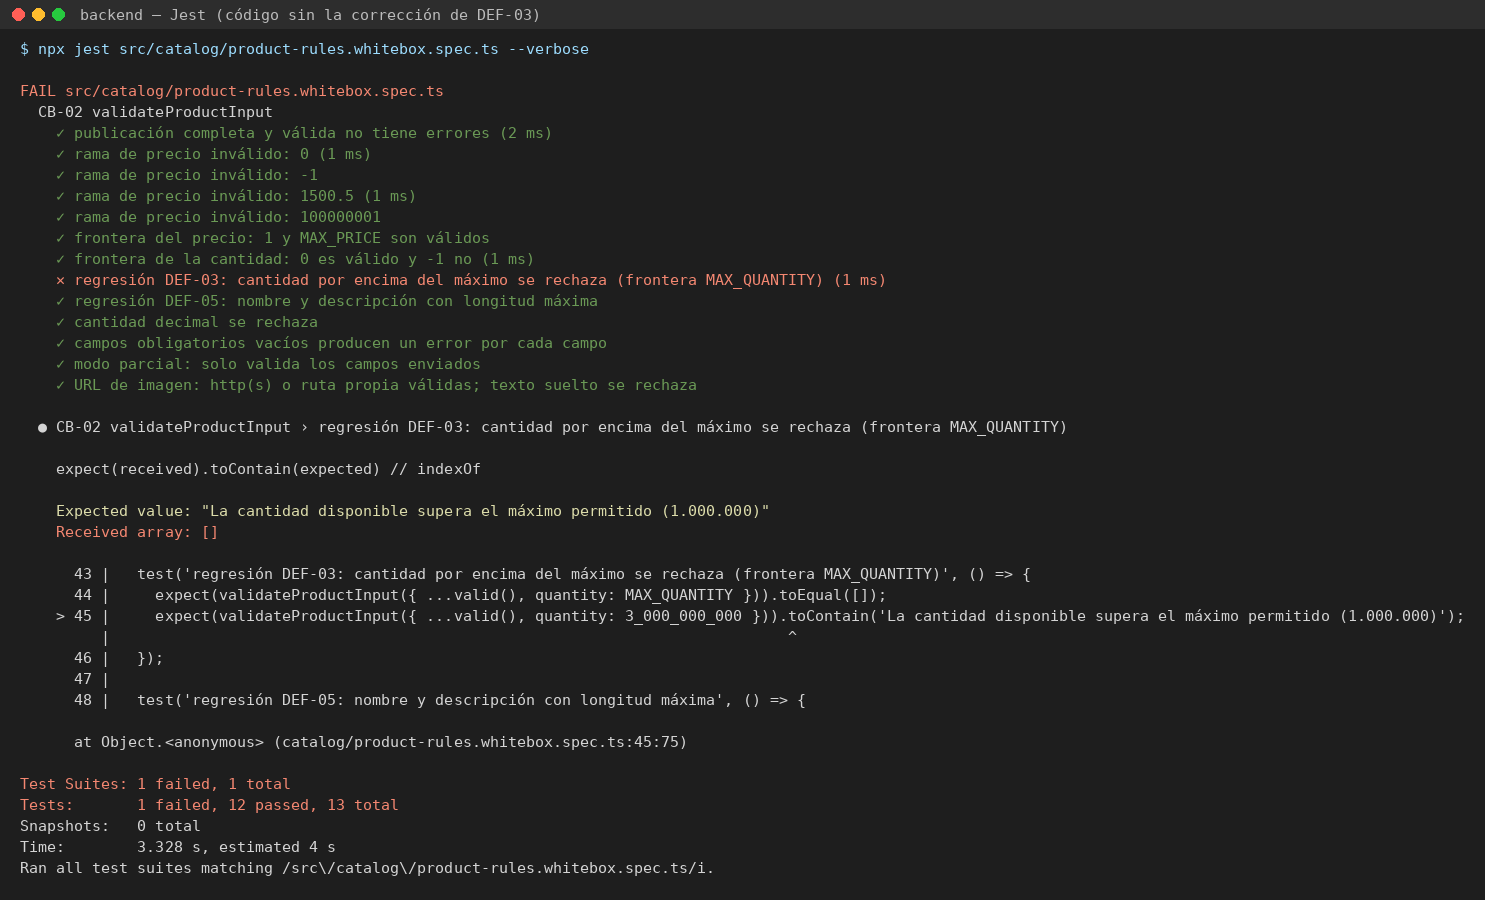 backend — Jest (código sin la corrección de DEF-03)
$ npx jest src/catalog/product-rules.whitebox.spec.ts --verbose
FAIL src/catalog/product-rules.whitebox.spec.ts
CB-02 validateProductInput
✓ publicación completa y válida no tiene errores (2 ms)
✓ rama de precio inválido: 0 (1 ms)
✓ rama de precio inválido: -1
✓ rama de precio inválido: 1500.5 (1 ms)
✓ rama de precio inválido: 100000001
✓ frontera del precio: 1 y MAX_PRICE son válidos
✓ frontera de la cantidad: 0 es válido y -1 no (1 ms)
✕ regresión DEF-03: cantidad por encima del máximo se rechaza (frontera MAX_QUANTITY) (1 ms)
✓ regresión DEF-05: nombre y descripción con longitud máxima
✓ cantidad decimal se rechaza
✓ campos obligatorios vacíos producen un error por cada campo
✓ modo parcial: solo valida los campos enviados
✓ URL de imagen: http(s) o ruta propia válidas; texto suelto se rechaza
● CB-02 validateProductInput › regresión DEF-03: cantidad por encima del máximo se rechaza (frontera MAX_QUANTITY)
expect(received).toContain(expected) // indexOf
Expected value: "La cantidad disponible supera el máximo permitido (1.000.000)"
Received array: []
43 |   test('regresión DEF-03: cantidad por encima del máximo se rechaza (frontera MAX_QUANTITY)', () => {
44 |     expect(validateProductInput({ ...valid(), quantity: MAX_QUANTITY })).toEqual([]);
> 45 |     expect(validateProductInput({ ...valid(), quantity: 3_000_000_000 })).toContain('La cantidad disponible supera el máximo permitido (1.000.000)');
|                                                                           ^
46 |   });
47 |
48 |   test('regresión DEF-05: nombre y descripción con longitud máxima', () => {
at Object.<anonymous> (catalog/product-rules.whitebox.spec.ts:45:75)
Test Suites: 1 failed, 1 total
Tests:       1 failed, 12 passed, 13 total
Snapshots:   0 total
Time:        3.328 s, estimated 4 s
Ran all test suites matching /src\/catalog\/product-rules.whitebox.spec.ts/i.